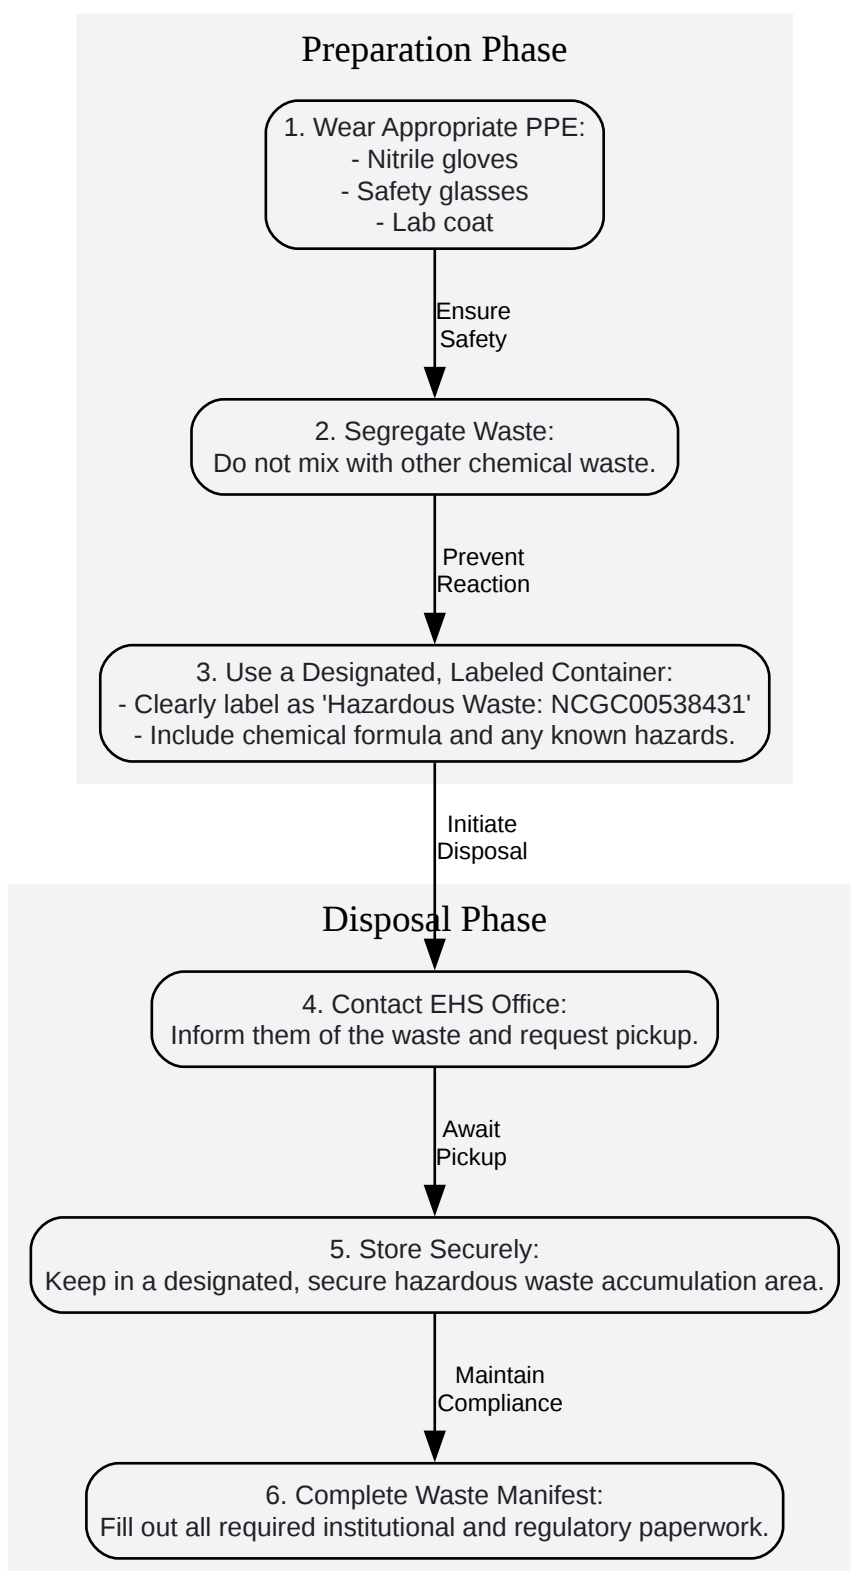 Preparation Phase
1. Wear Appropriate PPE:
- Nitrile gloves
- Safety glasses
- Lab coat
Ensure
Safety
2. Segregate Waste:
Do not mix with other chemical waste.
Prevent
Reaction
3. Use a Designated, Labeled Container:
- Clearly label as 'Hazardous Waste: NCGC00538431'
- Include chemical formula and any known hazards.
Initiate
Disposal
Disposal Phase
4. Contact EHS Office:
Inform them of the waste and request pickup.
Await
Pickup
5. Store Securely:
Keep in a designated, secure hazardous waste accumulation area.
Maintain
Compliance
6. Complete Waste Manifest:
Fill out all required institutional and regulatory paperwork.